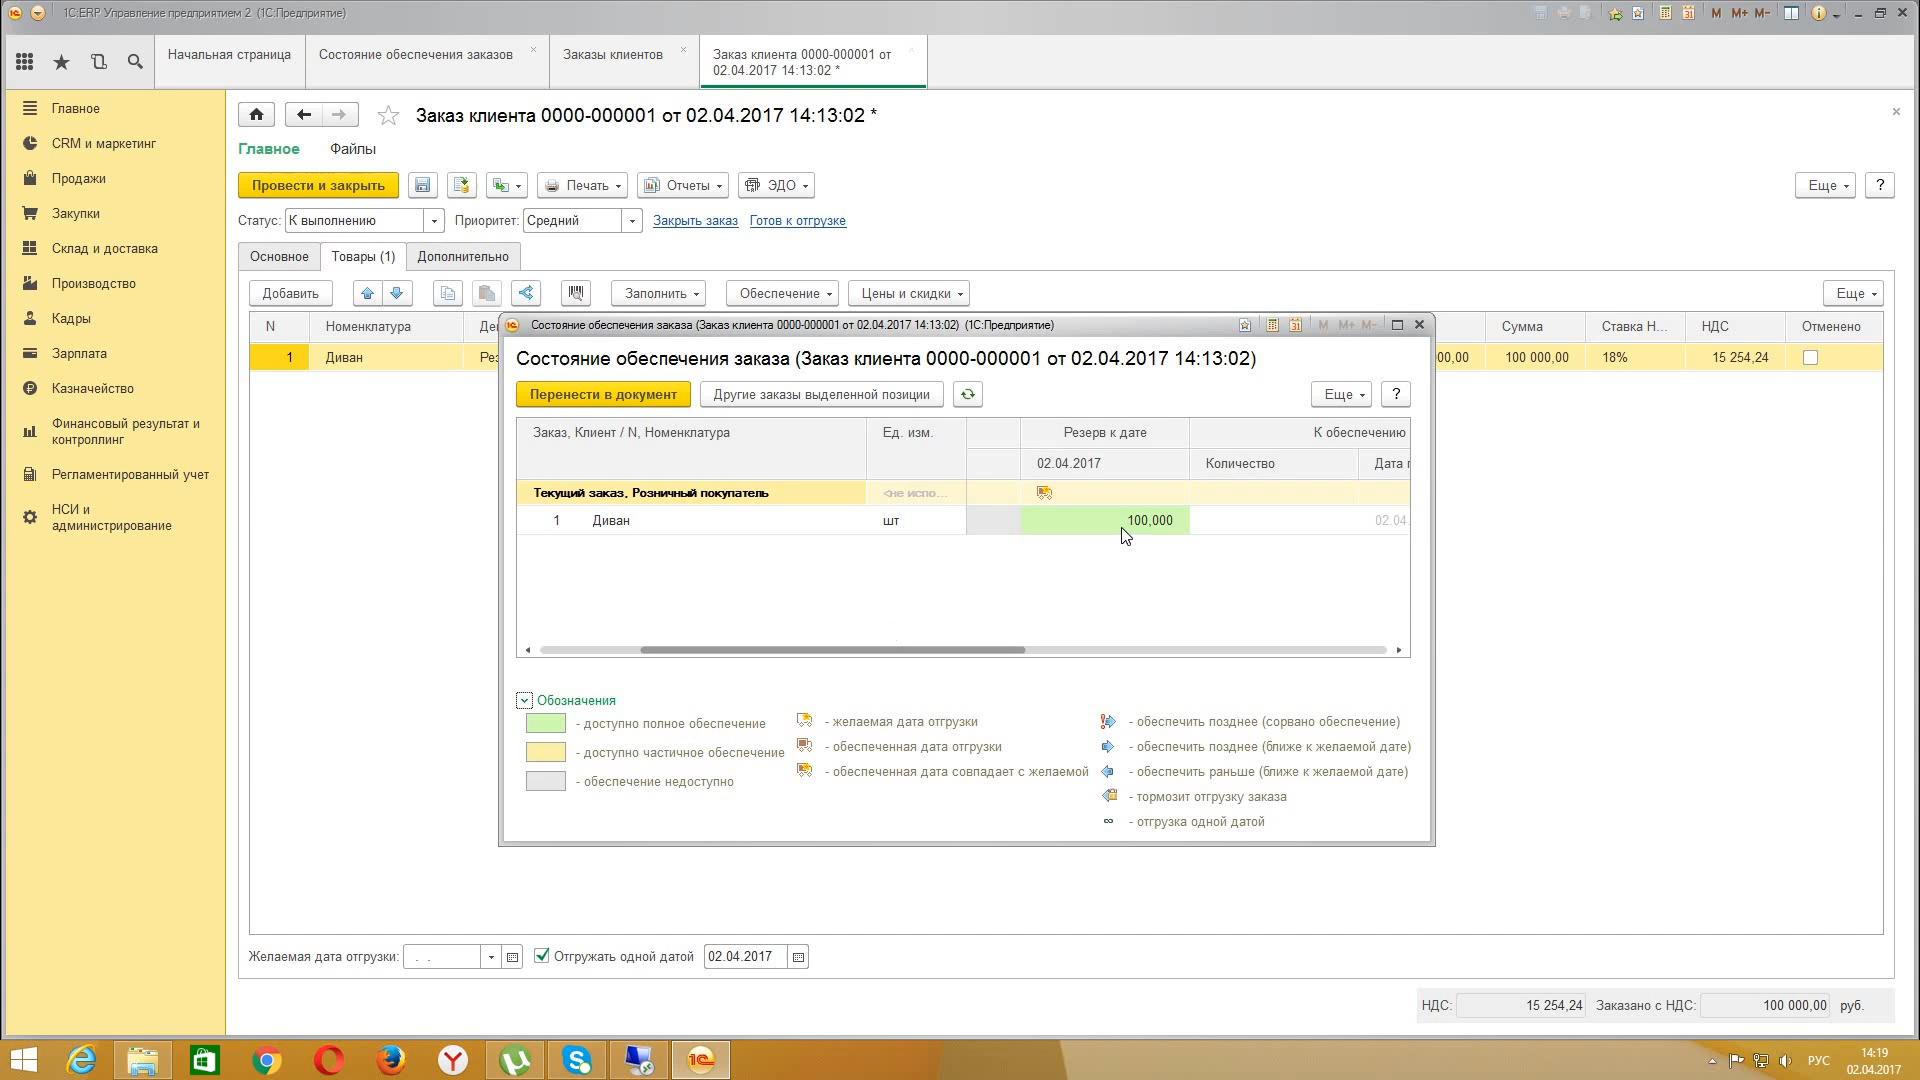 1С:ERP Управление предприятием 2 (1С:Предприятие)
M M+ M-
Начальная страница
Состояние обеспечения заказов
Заказы клиентов
Заказ клиента 0000-000001 от
02.04.2017 14:13:02 *
Главное
CRM и маркетинг
Продажи
Закупки
Склад и доставка
Производство
Кадры
Зарплата
Казначейство
Финансовый результат и
контроллинг
Регламентированный учет
НСИ и
администрирование
Заказ клиента 0000-000001 от 02.04.2017 14:13:02 *
Главное Файлы
Провести и закрыть Печать Отчеты ЭДО Еще ?
Статус: К выполнению Приоритет: Средний Закрыть заказ Готов к отгрузке
Основное Товары (1) Дополнительно
Добавить Заполнить Обеспечение Цены и скидки Еще
N Номенклатура Сумма Ставка Н... НДС Отменено
1 Диван Рез 00,00 100 000,00 18% 15 254,24
Состояние обеспечения заказа (Заказ клиента 0000-000001 от 02.04.2017 14:13:02) (1С:Предприятие)
M M+ M-
Состояние обеспечения заказа (Заказ клиента 0000-000001 от 02.04.2017 14:13:02)
Перенести в документ Другие заказы выделенной позиции Еще ?
Заказ, Клиент / N, Номенклатура Ед. изм. Резерв к дате К обеспечению
02.04.2017 Количество Дата
Текущий заказ, Розничный покупатель <не испо...
1 Диван шт 100,000 02.04.
Обозначения
- доступно полное обеспечение
- доступно частичное обеспечение
- обеспечение недоступно
- желаемая дата отгрузки
- обеспеченная дата отгрузки
- обеспеченная дата совпадает с желаемой
- обеспечить позднее (сорвано обеспечение)
- обеспечить позднее (ближе к желаемой дате)
- обеспечить раньше (ближе к желаемой дате)
- тормозит отгрузку заказа
- отгрузка одной датой
Желаемая дата отгрузки: . . Отгружать одной датой 02.04.2017
НДС: 15 254,24 Заказано с НДС: 100 000,00 руб.
РУС
14:19
02.04.2017